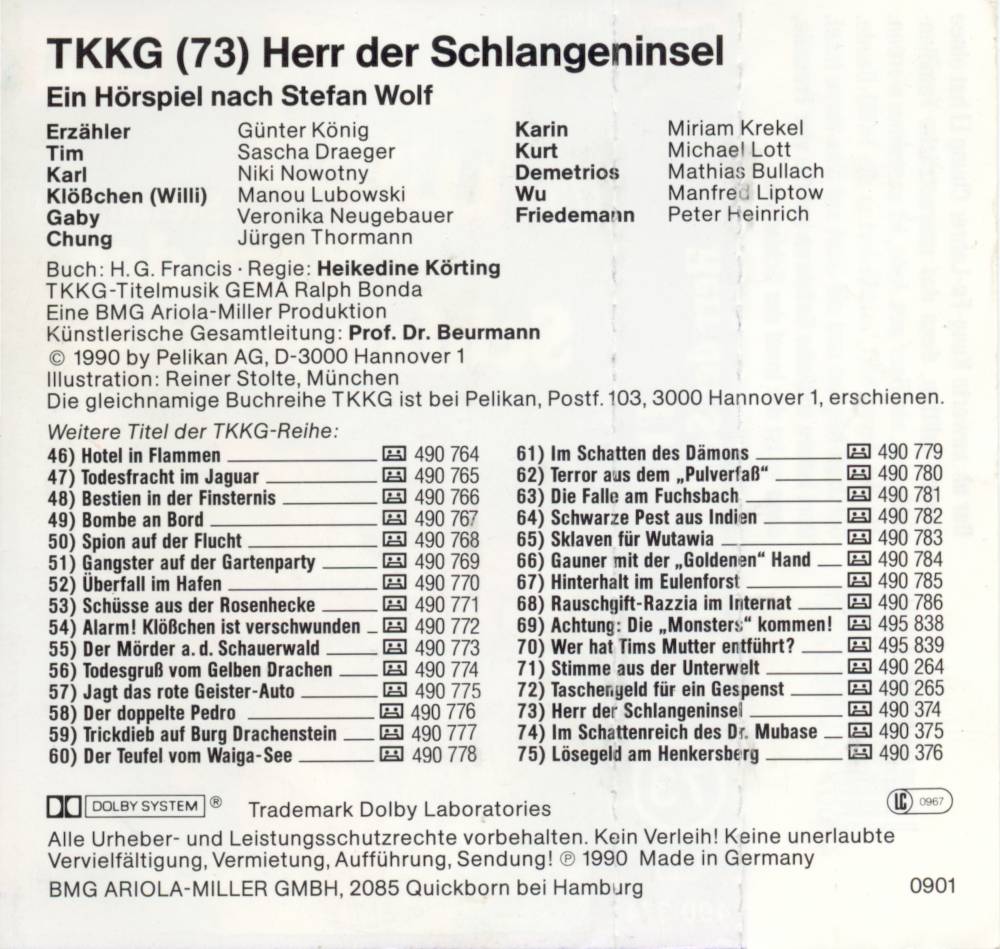 TKKG (73) Herr der Schlangeninsel
Ein Hörspiel nach Stefan Wolf
Erzähler Günter König
Tim Sascha Draeger
Karl Niki Nowotny
Klößchen (Willi) Manou Lubowski
Gaby Veronika Neugebauer
Chung Jürgen Thormann
Karin Miriam Krekel
Kurt Michael Lott
Demetrios Mathias Bullach
Wu Manfred Liptow
Friedemann Peter Heinrich
Buch: H. G. Francis · Regie: Heikedine Körting
TKKG-Titelmusik GEMA Ralph Bonda
Eine BMG Ariola-Miller Produktion
Künstlerische Gesamtleitung: Prof. Dr. Beurmann
© 1990 by Pelikan AG, D-3000 Hannover 1
Illustration: Reiner Stolte, München
Die gleichnamige Buchreihe TKKG ist bei Pelikan, Postf. 103, 3000 Hannover 1, erschienen.
Weitere Titel der TKKG-Reihe:
46) Hotel in Flammen 490 764
47) Todesfracht im Jaguar 490 765
48) Bestien in der Finsternis 490 766
49) Bombe an Bord 490 767
50) Spion auf der Flucht 490 768
51) Gangster auf der Gartenparty 490 769
52) Überfall im Hafen 490 770
53) Schüsse aus der Rosenhecke 490 771
54) Alarm! Klößchen ist verschwunden 490 772
55) Der Mörder a. d. Schauerwald 490 773
56) Todesgruß vom Gelben Drachen 490 774
57) Jagt das rote Geister-Auto 490 775
58) Der doppelte Pedro 490 776
59) Trickdieb auf Burg Drachenstein 490 777
60) Der Teufel vom Waiga-See 490 778
61) Im Schatten des Dämons 490 779
62) Terror aus dem „Pulverfaß“ 490 780
63) Die Falle am Fuchsbach 490 781
64) Schwarze Pest aus Indien 490 782
65) Sklaven für Wutawia 490 783
66) Gauner mit der „Goldenen“ Hand 490 784
67) Hinterhalt im Eulenforst 490 785
68) Rauschgift-Razzia im Internat 490 786
69) Achtung: Die „Monsters“ kommen! 495 838
70) Wer hat Tims Mutter entführt? 495 839
71) Stimme aus der Unterwelt 490 264
72) Taschengeld für ein Gespenst 490 265
73) Herr der Schlangeninsel 490 374
74) Im Schattenreich des Dr. Mubase 490 375
75) Lösegeld am Henkersberg 490 376
DOLBY SYSTEM ® Trademark Dolby Laboratories
LC 0967
Alle Urheber- und Leistungsschutzrechte vorbehalten. Kein Verleih! Keine unerlaubte
Vervielfältigung, Vermietung, Aufführung, Sendung! ℗ 1990 Made in Germany
BMG ARIOLA-MILLER GMBH, 2085 Quickborn bei Hamburg 0901